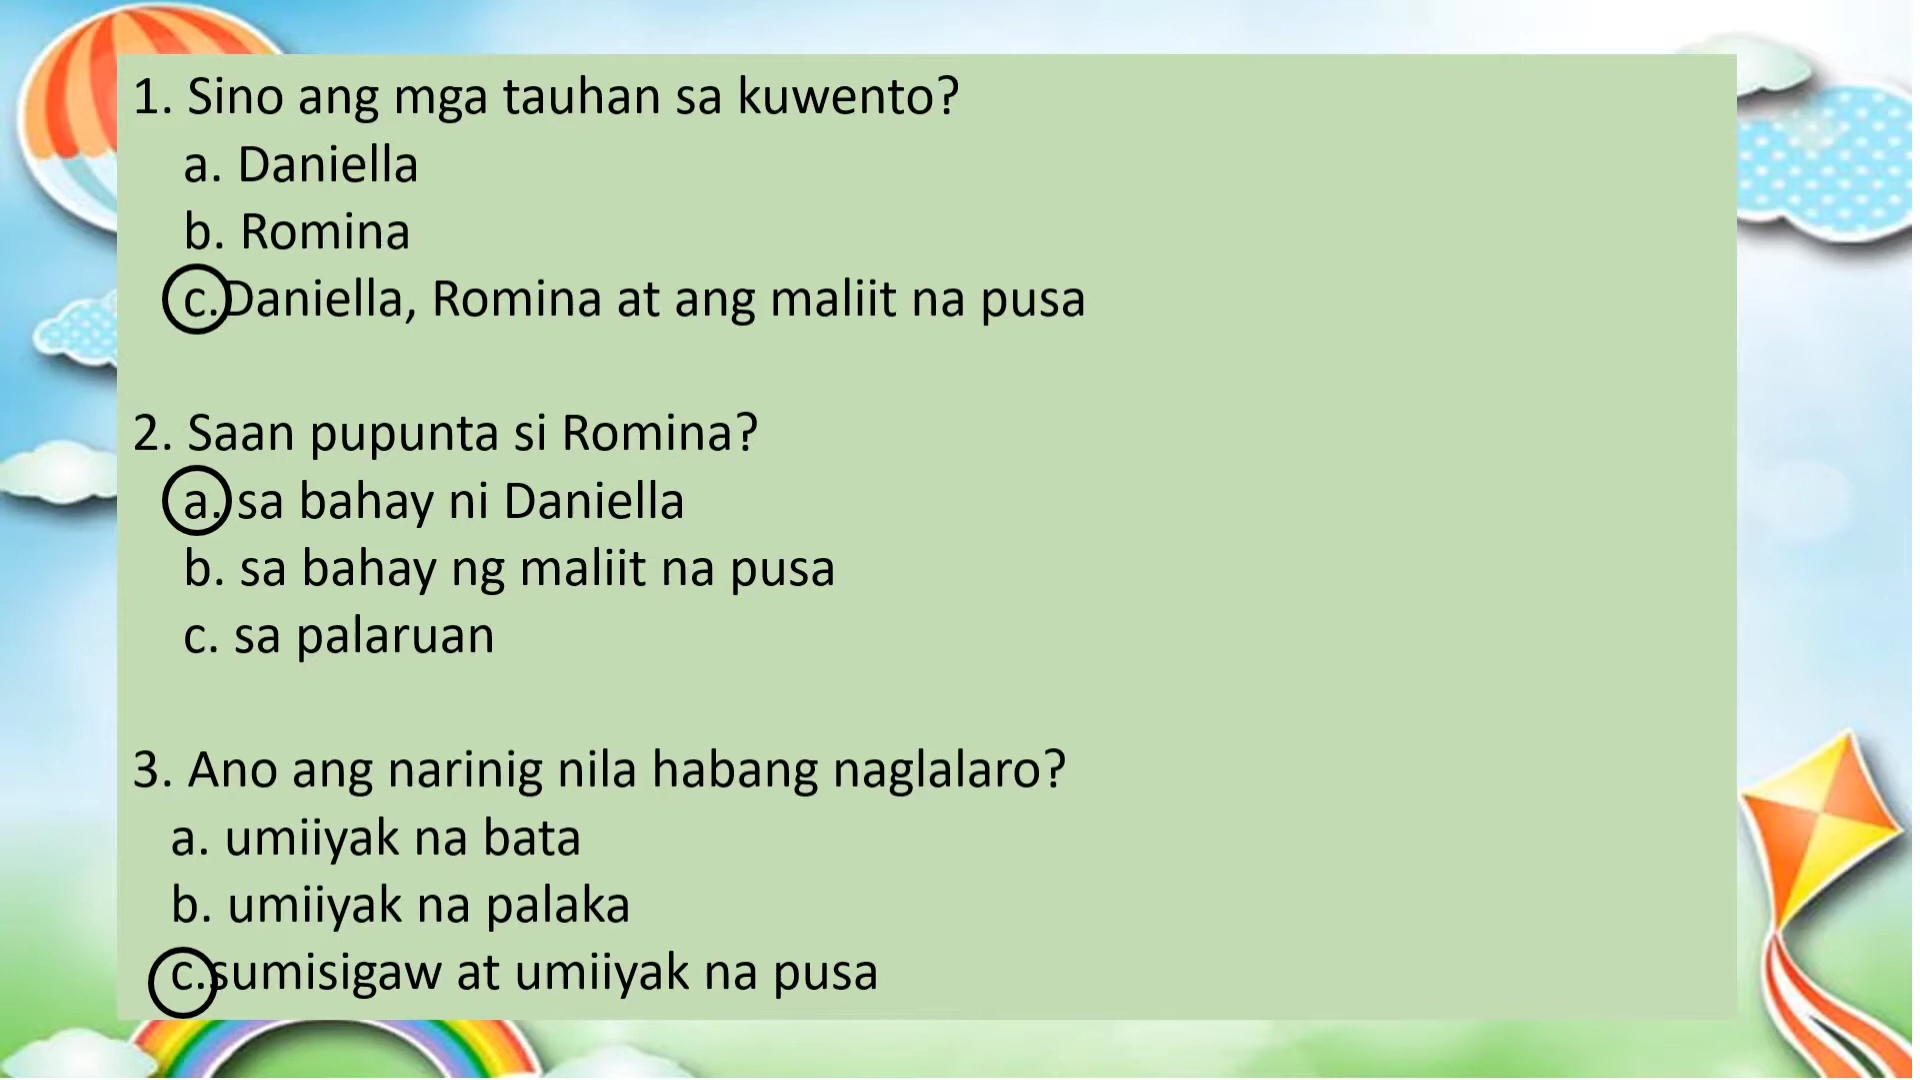 1. Sino ang mga tauhan sa kuwento?
a. Daniella
b. Romina
c.Daniella, Romina at ang maliit na pusa
2. Saan pupunta si Romina?
a. sa bahay ni Daniella
b. sa bahay ng maliit na pusa
c. sa palaruan
3. Ano ang narinig nila habang naglalaro?
a. umiiyak na bata
b. umiiyak na palaka
c.sumisigaw at umiiyak na pusa